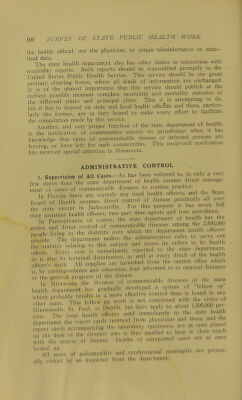 100 SURVEY OF STATE PUBLIC HEALTH WORK
the health official, not the physician, to obtain administrative or statis-
tical data.
The state health department also has other duties in connection with
morbidity reports. Such reports should be transmitted promptly to the
United States Public Health Service. This service should be our great
sanitary clearing house, where all kinds of information are exchanged.
It is of the utmost importance that this service should publish at the
earliest possible moment complete morbidity and mortality statistics of
the different states and principal cities. This it is attempting to do,
but it has to depend on state and local health officials and these, particu-
larly the former, are in duty bound to make every effort to facilitate
the compilation made by this service.
Another, and very proper function of the state department of health,
is the notification of communities outside its jurisdiction when it has
knowledge that cases of communicable disease or infected persons are
leaving, or have left for such communities. This reciprocal notification
has received special attention in Minnesota.
ADMINISTRATIVE CONTROL
1. Supervision of All Cases.—As has been referred to, in only a very
few states does the state department of health assume direct manage-
ment of cases of communicable diseases as routine practice.
In Florida there are scarcely any local health officers, and the State
Board of Health assumes direct control of disease practically all over
the state except in Jacksonville. For this purpose it has seven full
time assistant health officers, two part time agents and four
In Pennsylvania, of course, the state department of health has the
entire and direct control of communicable diseases among the 2,500,000
people living in the districts over which the department health officers
preside. The department makes the administrative rules to carry out
the statutes relating to this subject and issues its orders to its health
officers. Every case is immediately reported to the state department,
as is also its terminal disinfection, as well as every detail of the health
officer's work. All supplies are furnished from the central office which
is, by correspondence and otherwise, kept informed as to unusual features
or the general progress of the disease.
In Minnesota the division of communicable diseases of the state
health department has gradually developed a system of "follow up"
which probably results in a more effective control than is found in any
other state. This follow up work is not concerned with the cities of
Minneapolis, St. Paul, or Duluth, but does apply to about 1,500,000 per-
sons. The local health officers send immediately to the state health
department the report cards received from physicians and these, and the
report cards accompanying the laboratory specimens, are at once placed
on the desk of the director who is thus enabled to keep in close touch
with the course of disease. Deaths of unreported cases are at once
looked up.
All cases of poliomyelitis and cerebrospinal meningitis are person-
ally visited by an inspector from the department.